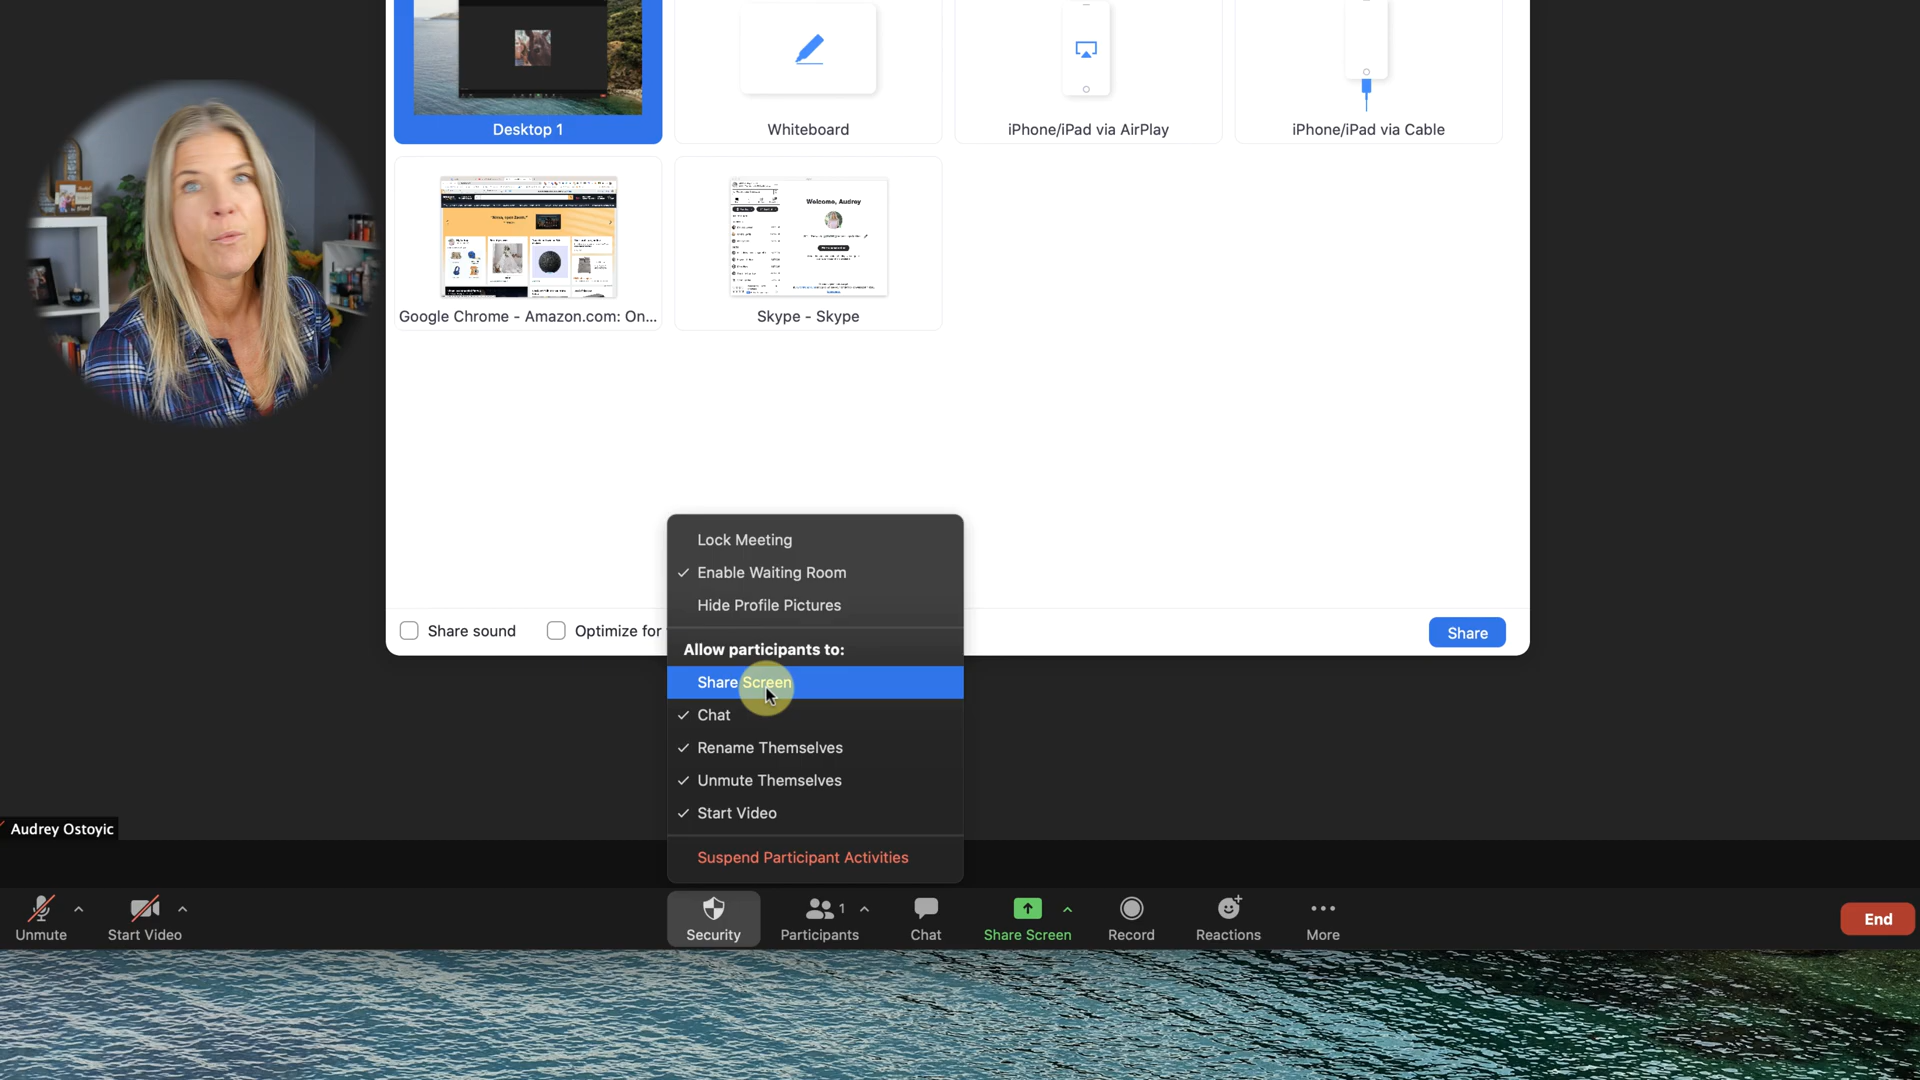 Desktop 1
Whiteboard
iPhone/iPad via AirPlay
iPhone/iPad via Cable
Welcome, Audrey
Google Chrome - Amazon.com: On...
Skype - Skype
Lock Meeting
✓ Enable Waiting Room
Hide Profile Pictures
Share sound
Optimize for
Share
Allow participants to:
Share Screen
✓ Chat
✓ Rename Themselves
✓ Unmute Themselves
✓ Start Video
Suspend Participant Activities
Audrey Ostoyic
1
Unmute
Start Video
Security
Participants
Chat
Share Screen
Record
Reactions
More
End